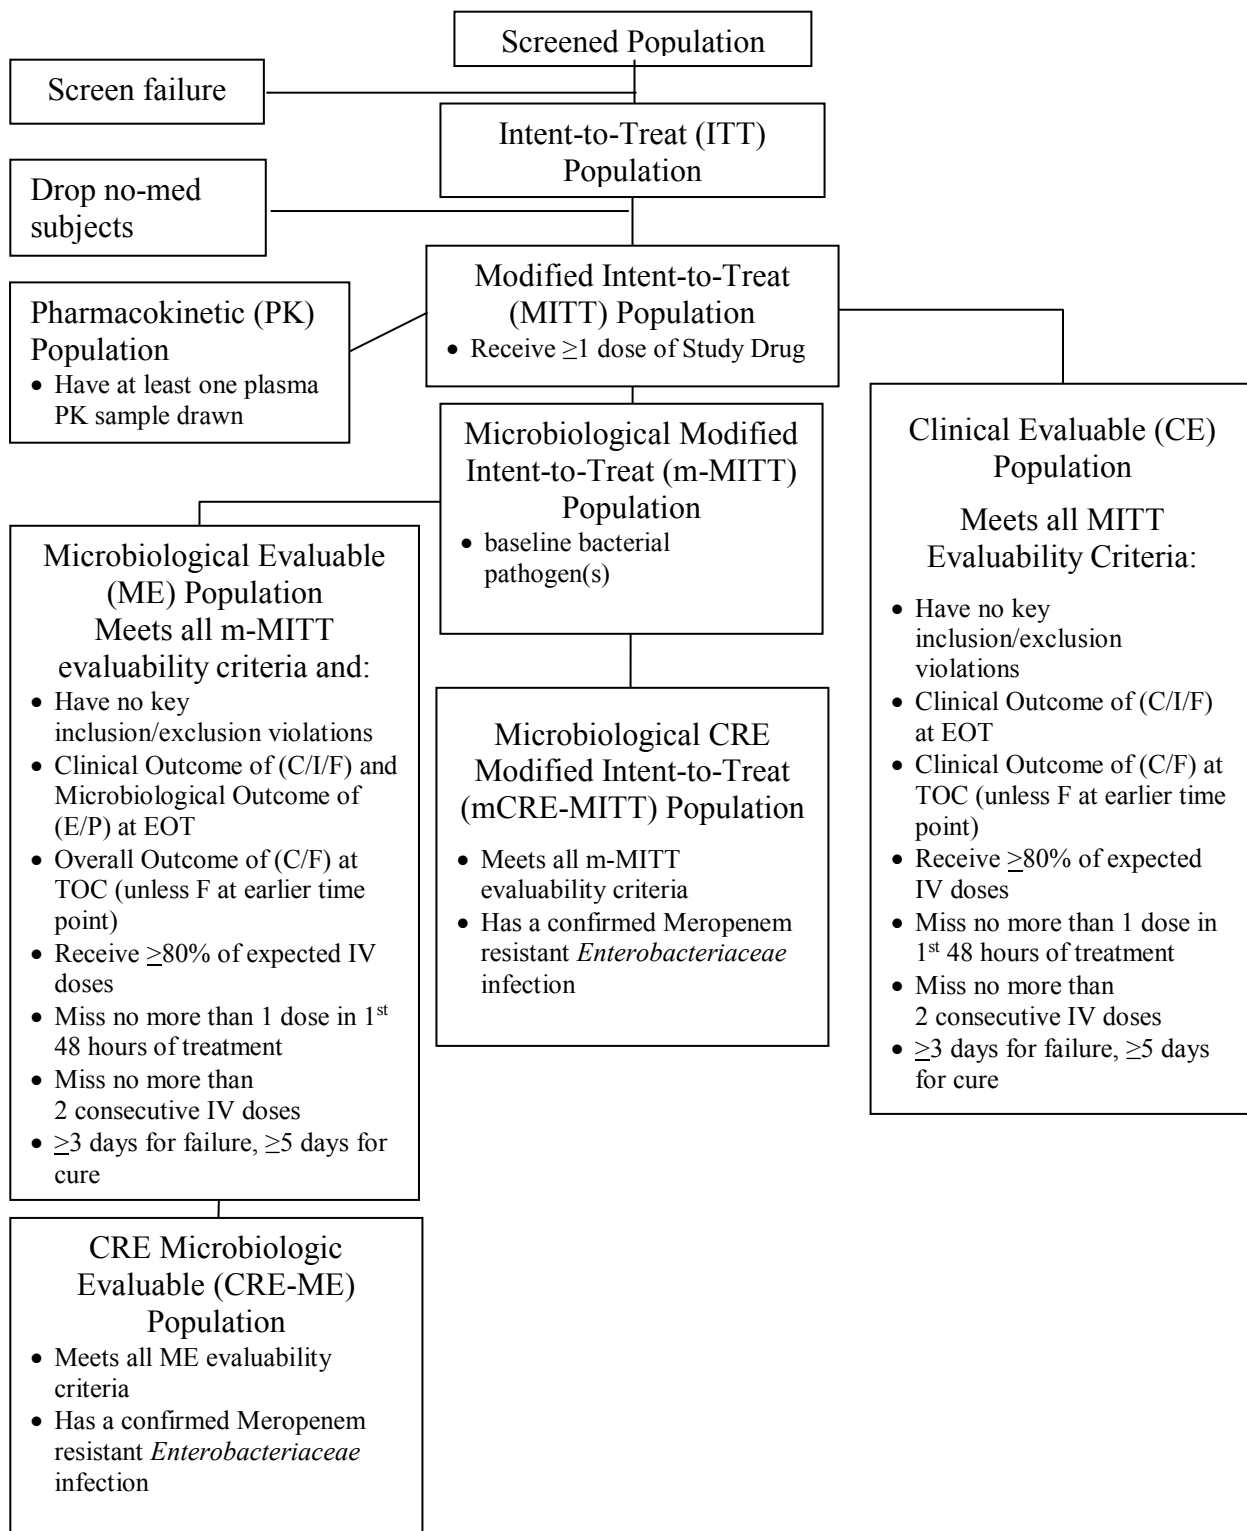 Screened Population
Screen failure
Intent-to-Treat (ITT)
Population
Drop no-med
subjects
Modified Intent-to-Treat
(MITT) Population
• Receive ≥1 dose of Study Drug
Pharmacokinetic (PK)
Population
• Have at least one plasma
PK sample drawn
Microbiological Modified
Intent-to-Treat (m-MITT)
Population
• baseline bacterial
pathogen(s)
Clinical Evaluable (CE)
Population
Meets all MITT
Evaluability Criteria:
• Have no key
inclusion/exclusion
violations
• Clinical Outcome of (C/I/F)
at EOT
• Clinical Outcome of (C/F) at
TOC (unless F at earlier time
point)
• Receive ≥80% of expected
IV doses
• Miss no more than 1 dose in
1st 48 hours of treatment
• Miss no more than
2 consecutive IV doses
• ≥3 days for failure, ≥5 days
for cure
Microbiological Evaluable
(ME) Population
Meets all m-MITT
evaluability criteria and:
• Have no key
inclusion/exclusion violations
• Clinical Outcome of (C/I/F) and
Microbiological Outcome of
(E/P) at EOT
• Overall Outcome of (C/F) at
TOC (unless F at earlier time
point)
• Receive ≥80% of expected IV
doses
• Miss no more than 1 dose in 1st
48 hours of treatment
• Miss no more than
2 consecutive IV doses
• ≥3 days for failure, ≥5 days for
cure
Microbiological CRE
Modified Intent-to-Treat
(mCRE-MITT) Population
• Meets all m-MITT
evaluability criteria
• Has a confirmed Meropenem
resistant Enterobacteriaceae
infection
CRE Microbiologic
Evaluable (CRE-ME)
Population
• Meets all ME evaluability
criteria
• Has a confirmed Meropenem
resistant Enterobacteriaceae
infection